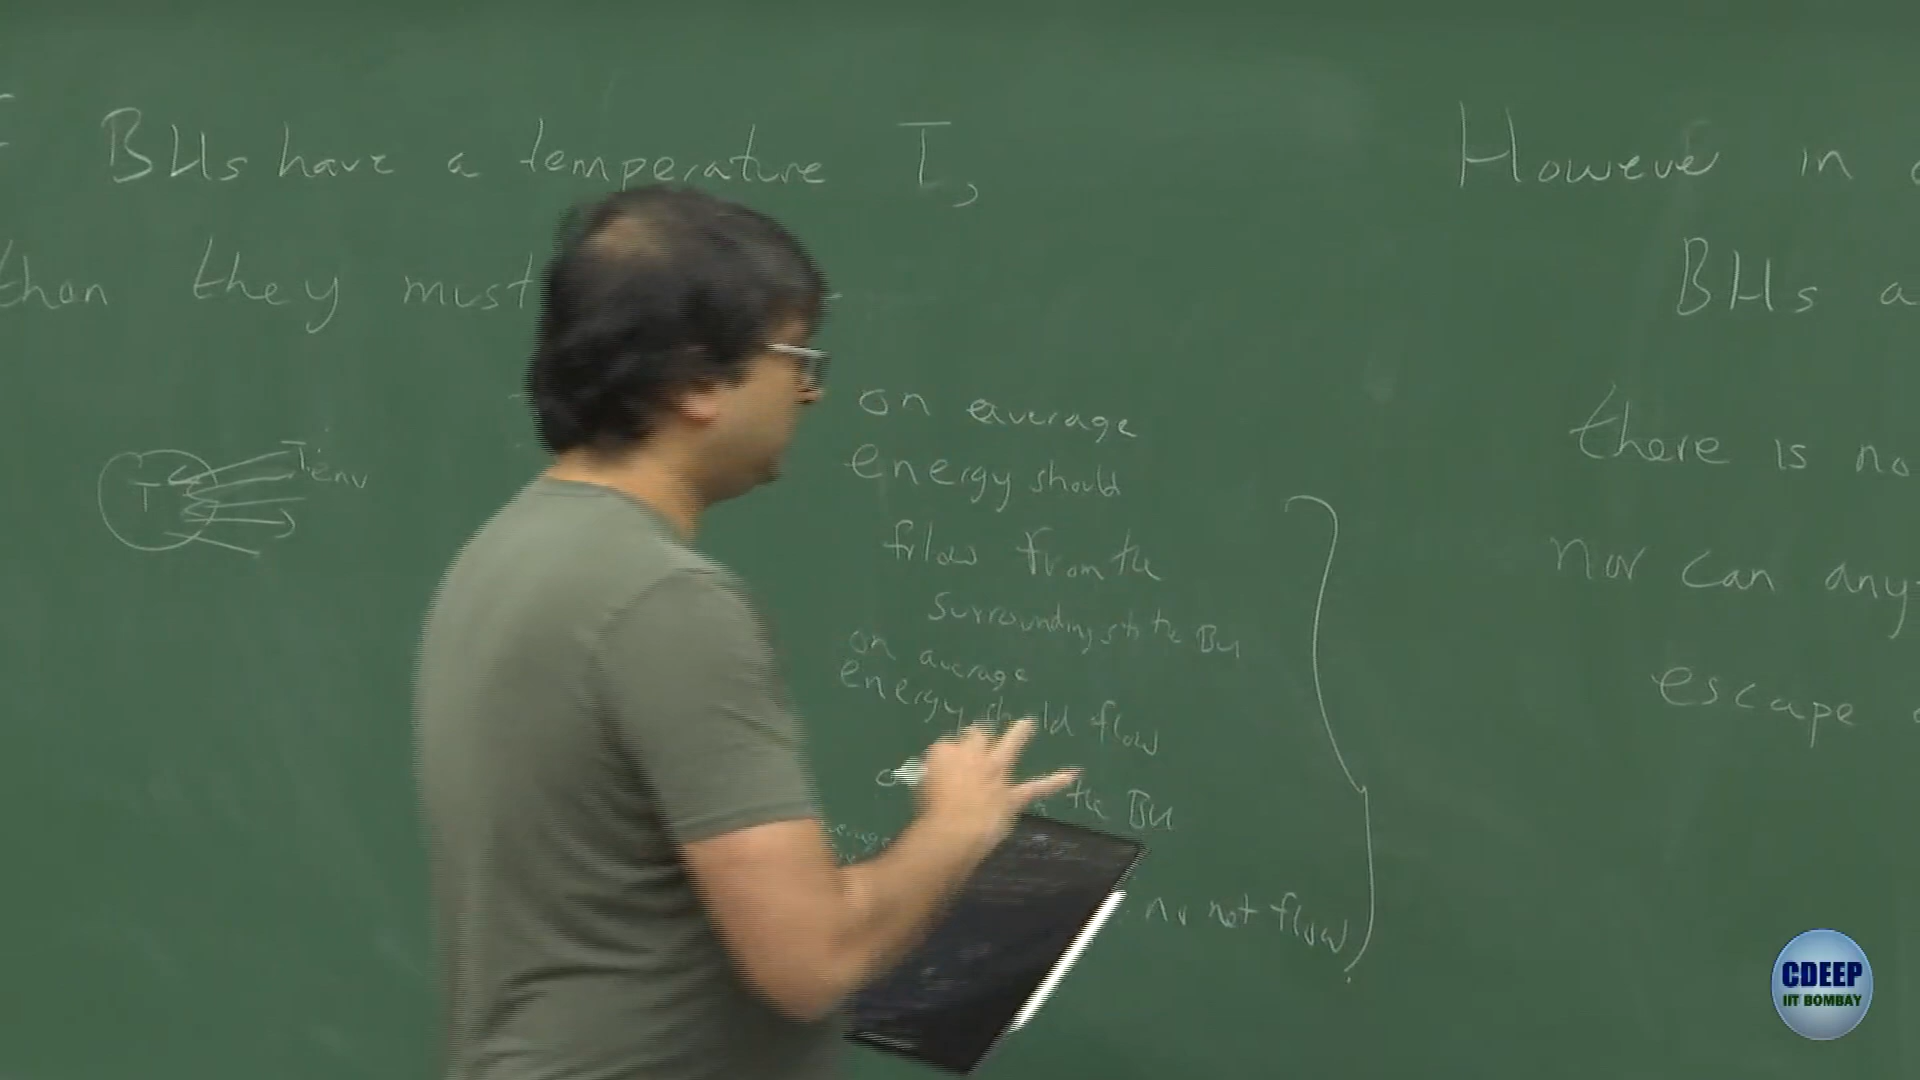 BHs have a temperature T,
than they must
T
Tenv
on average
energy should
frlow from the
surroundings to the BH
on average
energy should flow
the BH
not flow
However in
BHs a
there is no
nor can any
escape
CDEEP
IIT BOMBAY